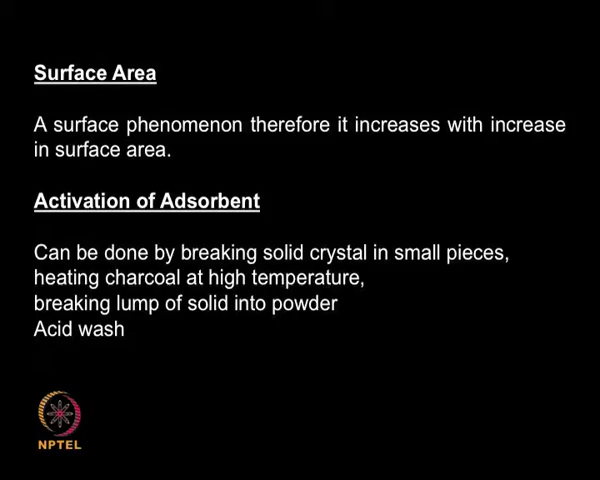 Surface Area
A surface phenomenon therefore it increases with increase
in surface area.
Activation of Adsorbent
Can be done by breaking solid crystal in small pieces,
heating charcoal at high temperature,
breaking lump of solid into powder
Acid wash
NPTEL